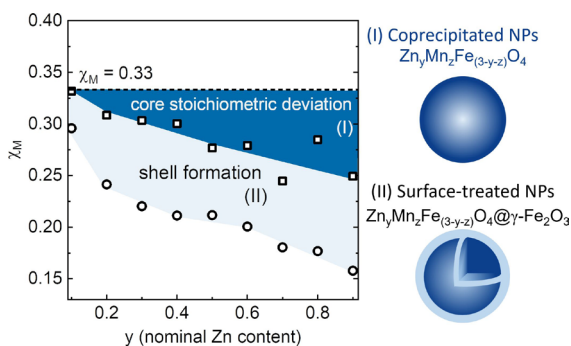 0.40
0.35
0.30
0.25
0.20
0.15
χM
χM = 0.33
core stoichiometric deviation
(I)
shell formation
(II)
0.2
0.4
0.6
0.8
y (nominal Zn content)
(I) Coprecipitated NPs
ZnyMnzFe(3-y-z)O4
(II) Surface-treated NPs
ZnyMnzFe(3-y-z)O4@γ-Fe2O3